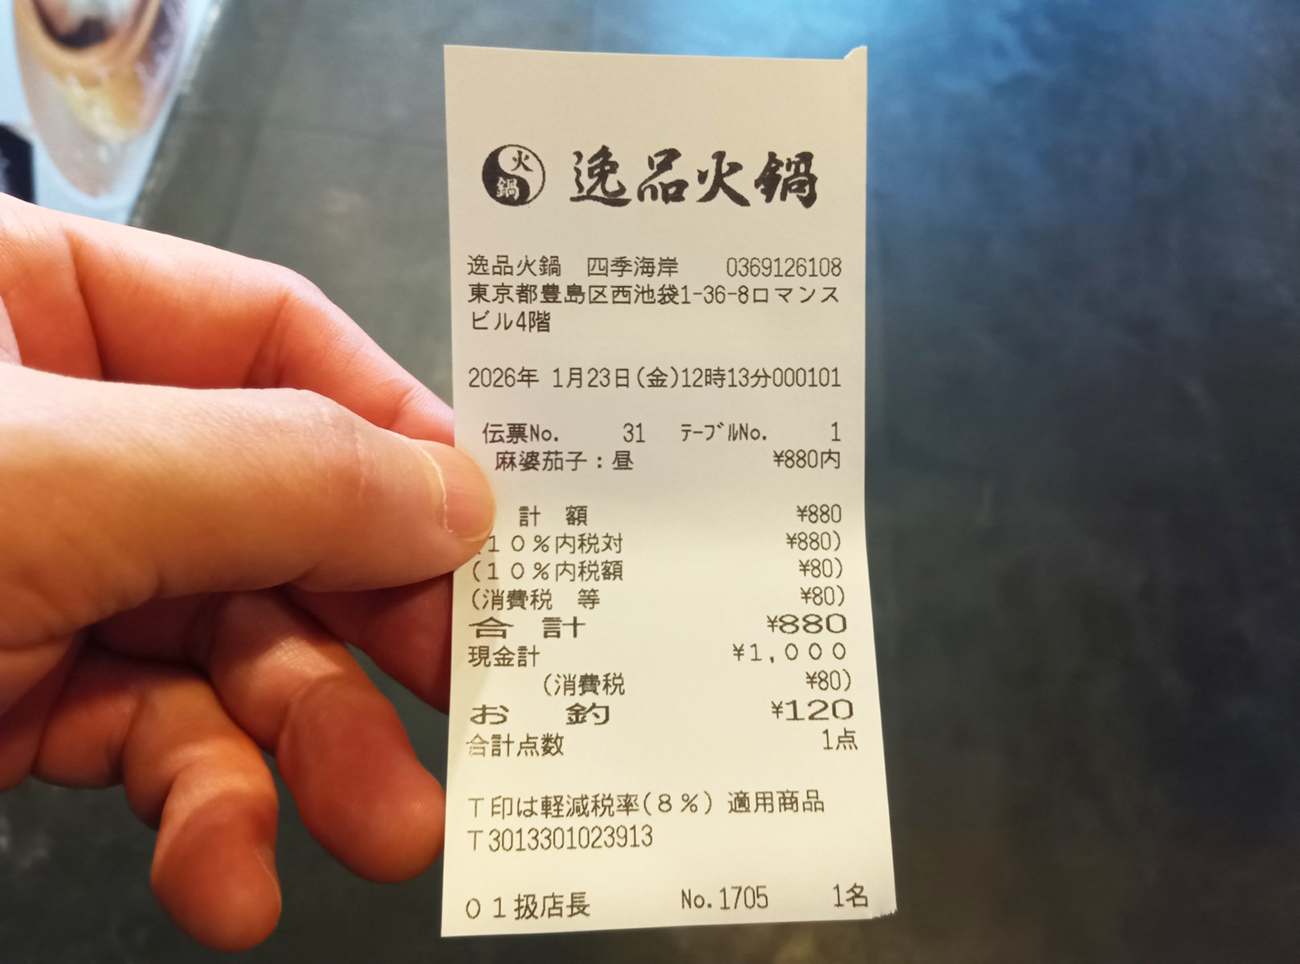 火鍋 逸品火鍋
逸品火鍋 四季海岸 0369126108
東京都豊島区西池袋1-36-8ロマンス
ビル4階
2026年 1月23日(金)12時13分000101
伝票No. 31 ﾃｰﾌﾞﾙNo. 1
麻婆茄子：昼 ¥880内
計 額 ¥880
(１０％内税対 ¥880)
(１０％内税額 ¥80)
(消費税 等 ¥80)
合 計 ¥880
現金計 ¥１，０００
(消費税 ¥80)
お 釣 ¥120
合計点数 1点
Ｔ印は軽減税率(８％) 適用商品
Ｔ3013301023913
０１扱店長 No.1705 1名